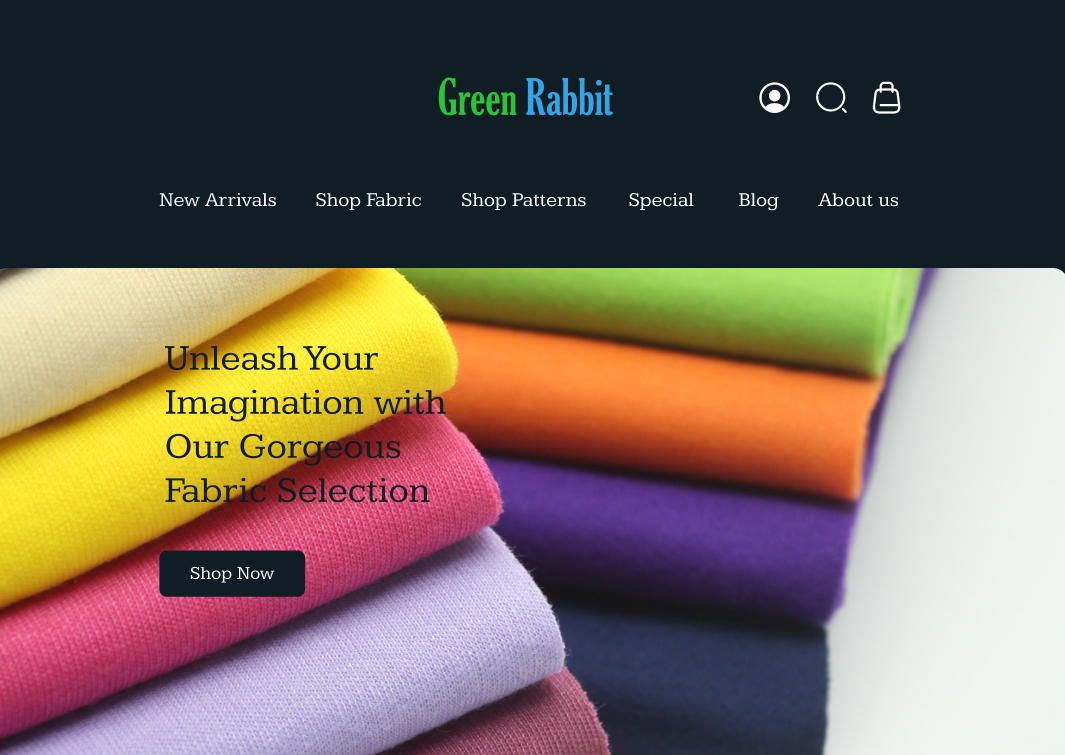 Green Rabbit
New Arrivals Shop Fabric Shop Patterns Special Blog About us
Unleash Your
Imagination with
Our Gorgeous
Fabric Selection
Shop Now